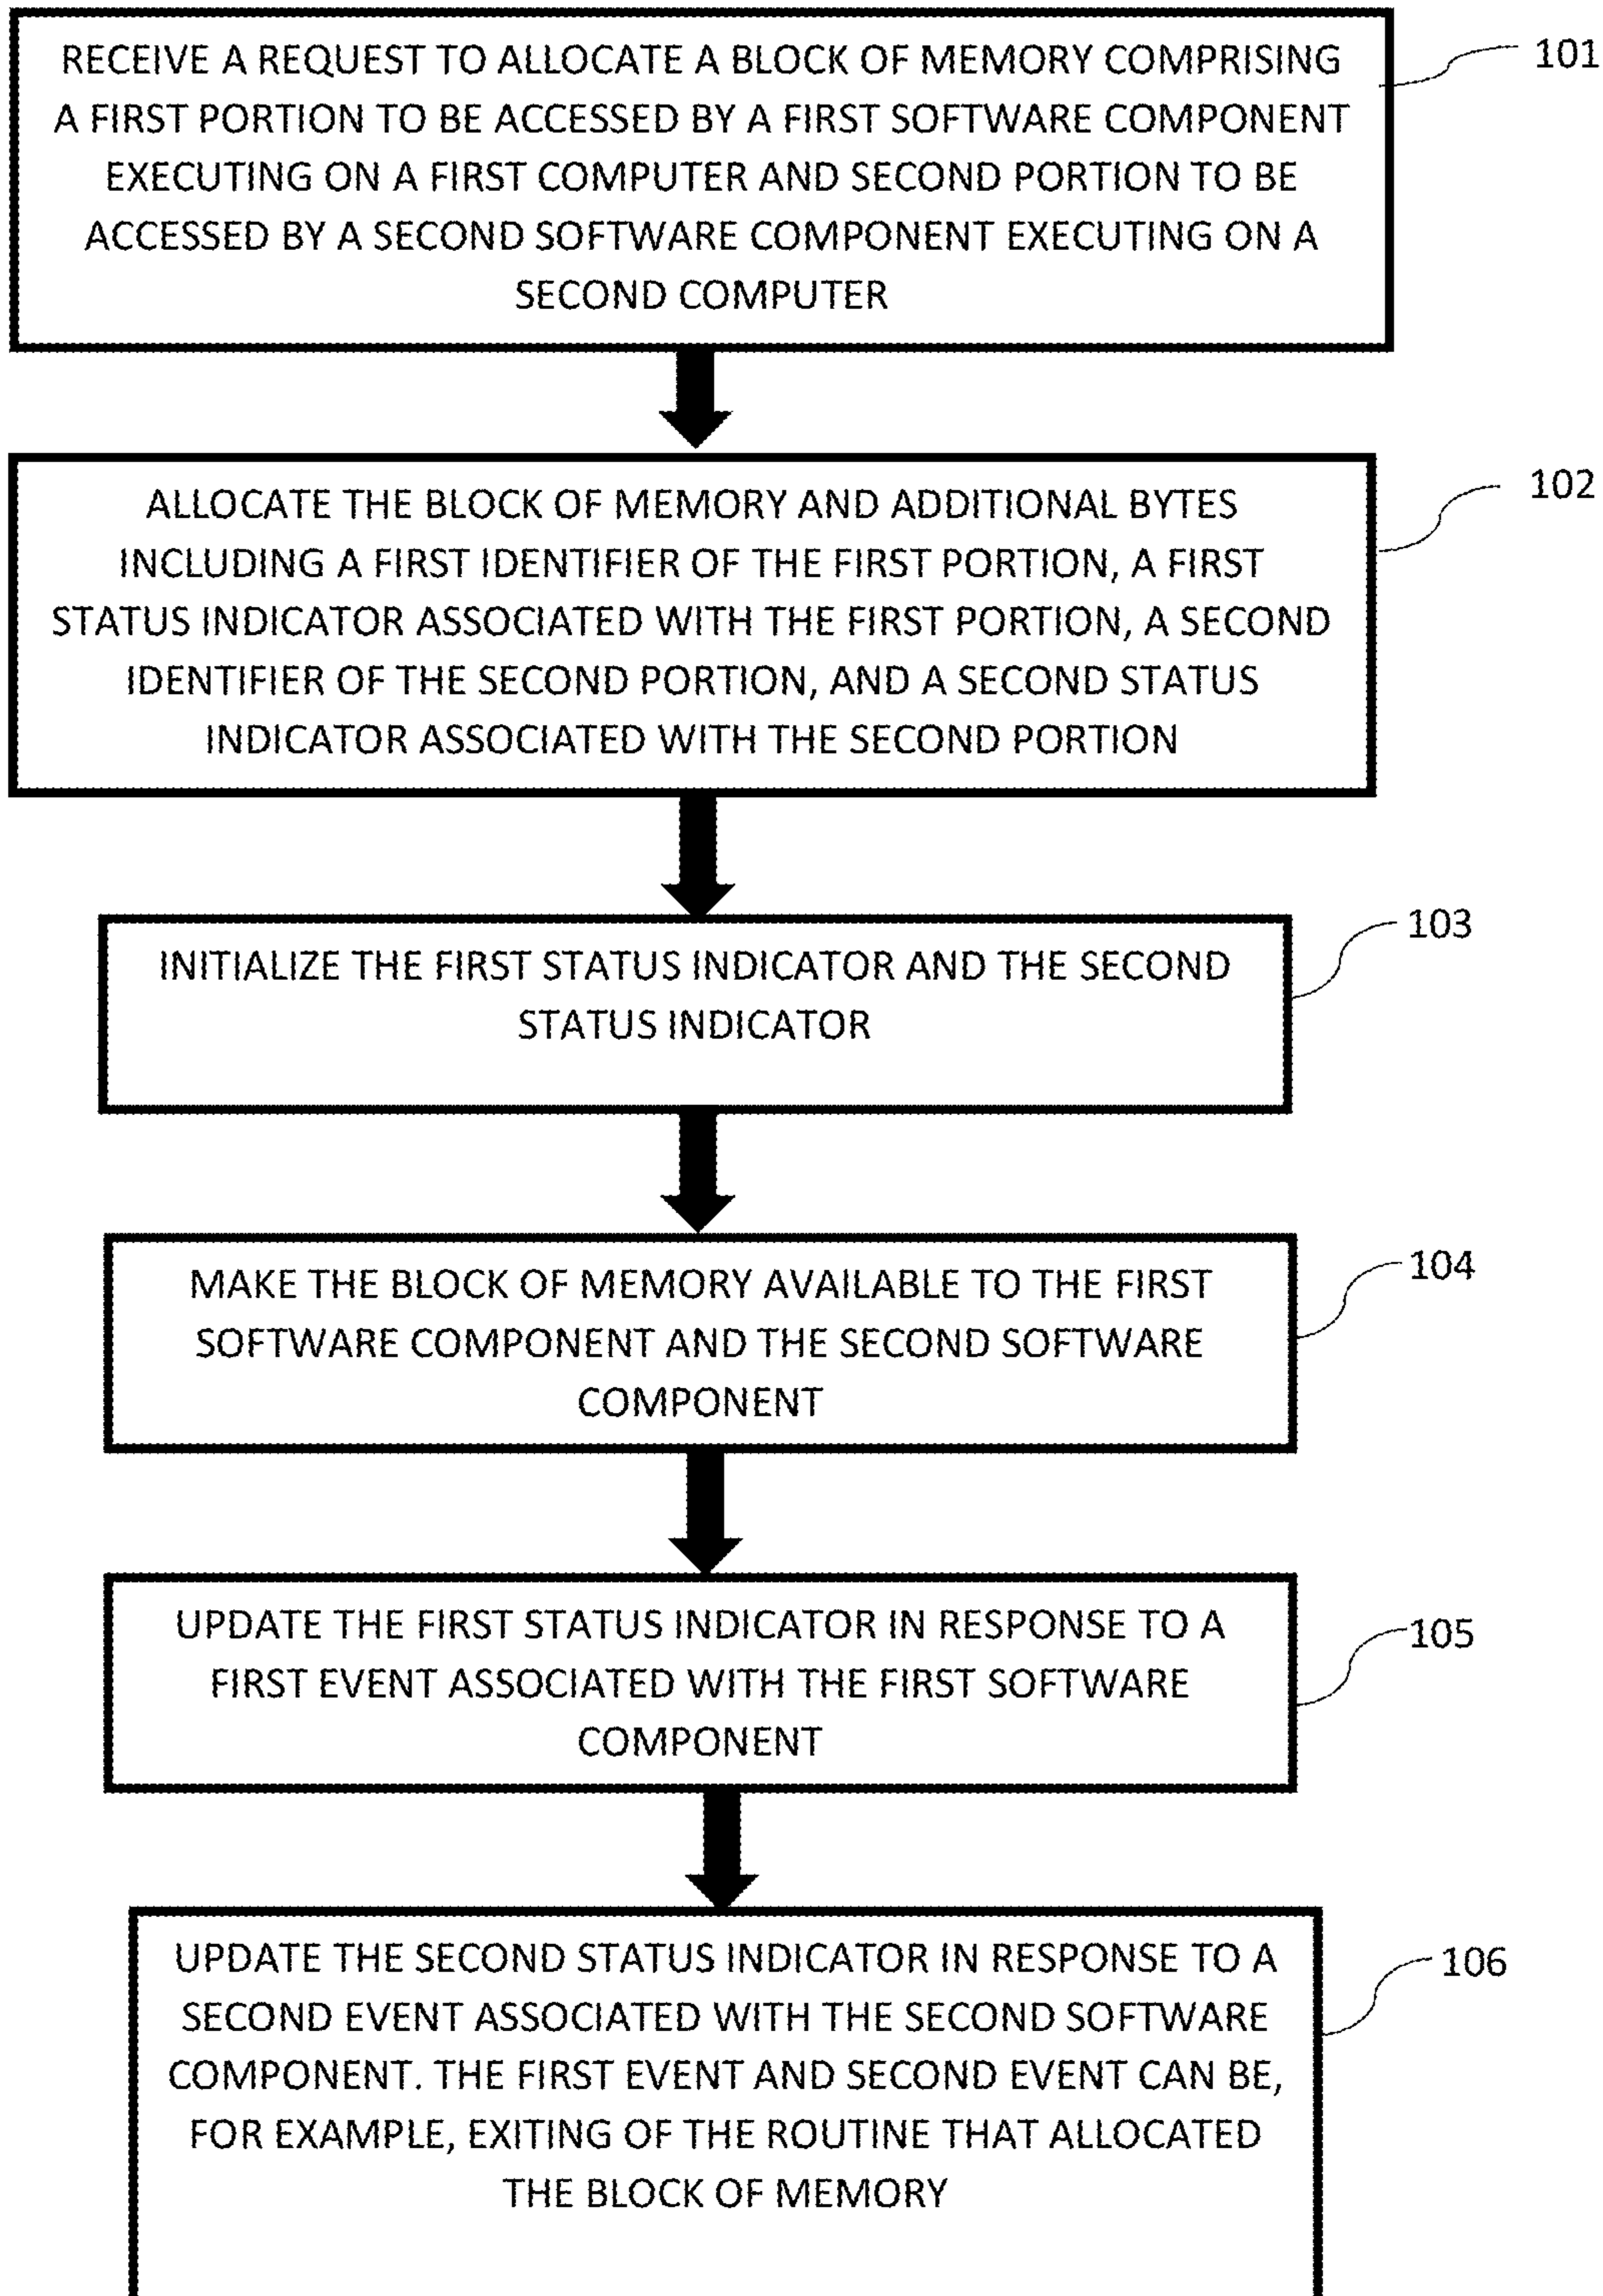 RECEIVE A REQUEST TO ALLOCATE A BLOCK OF MEMORY COMPRISING
A FIRST PORTION TO BE ACCESSED BY A FIRST SOFTWARE COMPONENT
EXECUTING ON A FIRST COMPUTER AND SECOND PORTION TO BE
ACCESSED BY A SECOND SOFTWARE COMPONENT EXECUTING ON A
SECOND COMPUTER
101
ALLOCATE THE BLOCK OF MEMORY AND ADDITIONAL BYTES
INCLUDING A FIRST IDENTIFIER OF THE FIRST PORTION, A FIRST
STATUS INDICATOR ASSOCIATED WITH THE FIRST PORTION, A SECOND
IDENTIFIER OF THE SECOND PORTION, AND A SECOND STATUS
INDICATOR ASSOCIATED WITH THE SECOND PORTION
102
INITIALIZE THE FIRST STATUS INDICATOR AND THE SECOND
STATUS INDICATOR
103
MAKE THE BLOCK OF MEMORY AVAILABLE TO THE FIRST
SOFTWARE COMPONENT AND THE SECOND SOFTWARE
COMPONENT
104
UPDATE THE FIRST STATUS INDICATOR IN RESPONSE TO A
FIRST EVENT ASSOCIATED WITH THE FIRST SOFTWARE
COMPONENT
105
UPDATE THE SECOND STATUS INDICATOR IN RESPONSE TO A
SECOND EVENT ASSOCIATED WITH THE SECOND SOFTWARE
COMPONENT. THE FIRST EVENT AND SECOND EVENT CAN BE,
FOR EXAMPLE, EXITING OF THE ROUTINE THAT ALLOCATED
THE BLOCK OF MEMORY
106